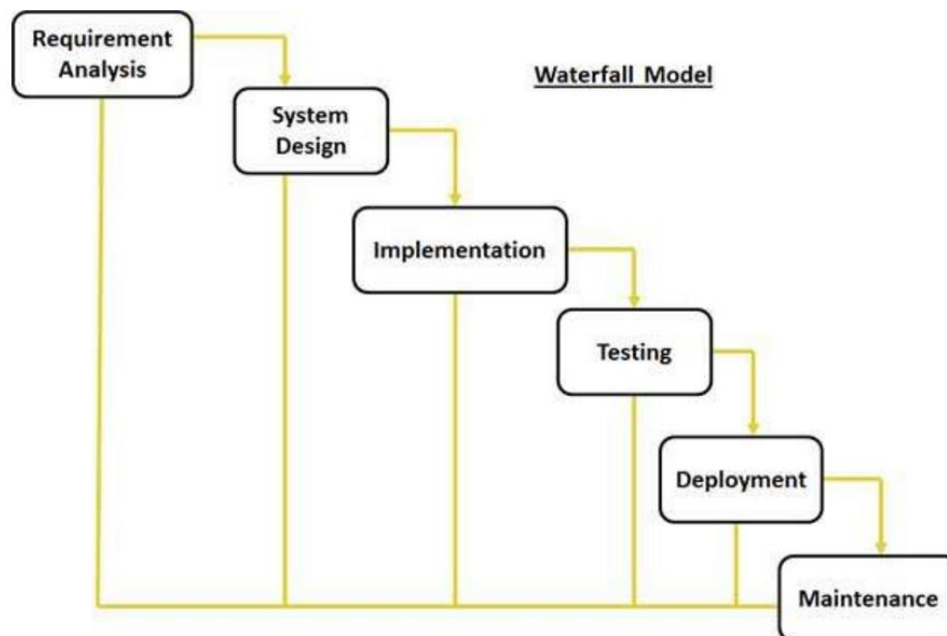 Requirement
Analysis
Waterfall Model
System
Design
Implementation
Testing
Deployment
Maintenance